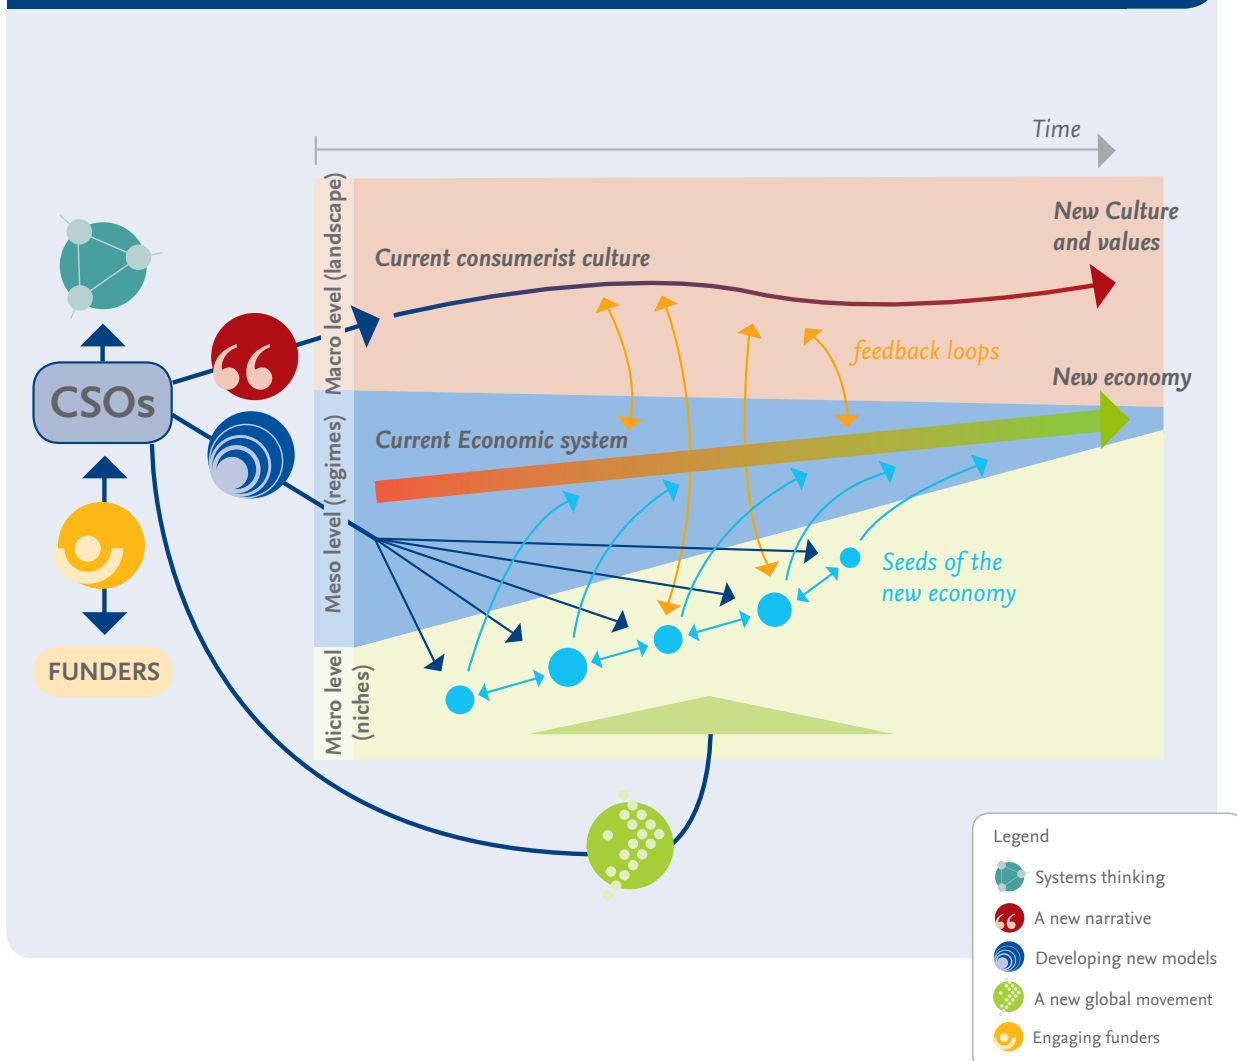 Time
Macro level (landscape)
New Culture
and values
Current consumerist culture
feedback loops
New economy
CSOs
Meso level (regimes)
Current Economic system
Seeds of the
new economy
FUNDERS
Micro level
(niches)
Legend
Systems thinking
A new narrative
Developing new models
A new global movement
Engaging funders